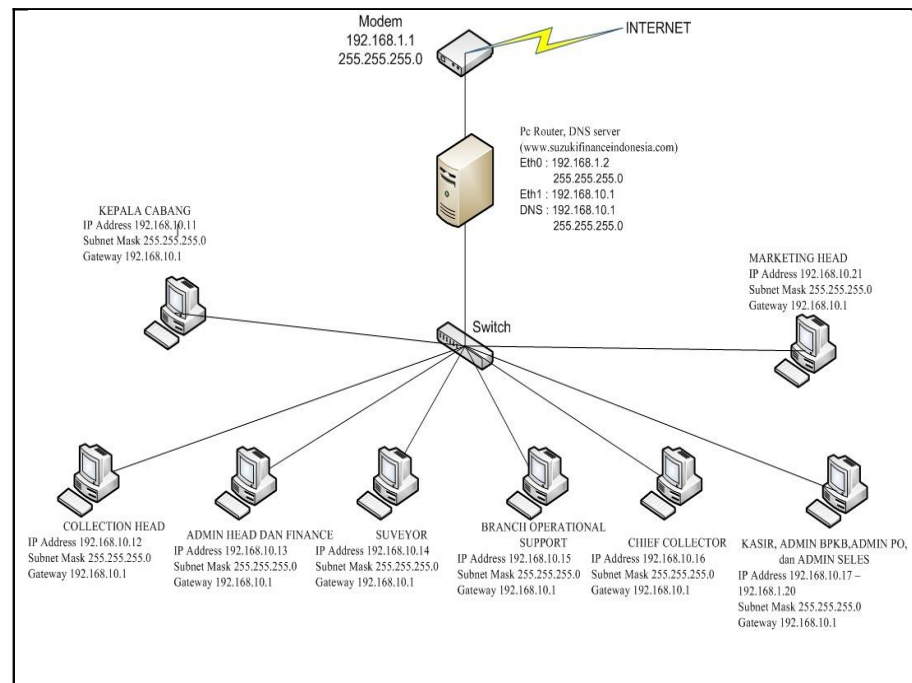 Modem
192.168.1.1
255.255.255.0
INTERNET
Pc Router, DNS server
(www.suzukifinanceindonesia.com)
Eth0 : 192.168.1.2
255.255.255.0
Eth1 : 192.168.10.1
DNS : 192.168.10.1
255.255.255.0
KEPALA CABANG
IP Address 192.168.10.11
Subnet Mask 255.255.255.0
Gateway 192.168.10.1
MARKETING HEAD
IP Address 192.168.10.21
Subnet Mask 255.255.255.0
Gateway 192.168.10.1
Switch
COLLECTION HEAD
IP Address 192.168.10.12
Subnet Mask 255.255.255.0
Gateway 192.168.10.1
ADMIN HEAD DAN FINANCE
IP Address 192.168.10.13
Subnet Mask 255.255.255.0
Gateway 192.168.10.1
SUVEYOR
IP Address 192.168.10.14
Subnet Mask 255.255.255.0
Gateway 192.168.10.1
BRANCH OPERATIONAL
SUPPORT
IP Address 192.168.10.15
Subnet Mask 255.255.255.0
Gateway 192.168.10.1
CHIEF COLLECTOR
IP Address 192.168.10.16
Subnet Mask 255.255.255.0
Gateway 192.168.10.1
KASIR, ADMIN BPKB,ADMIN PO,
dan ADMIN SELES
IP Address 192.168.10.17 –
192.168.1.20
Subnet Mask 255.255.255.0
Gateway 192.168.10.1